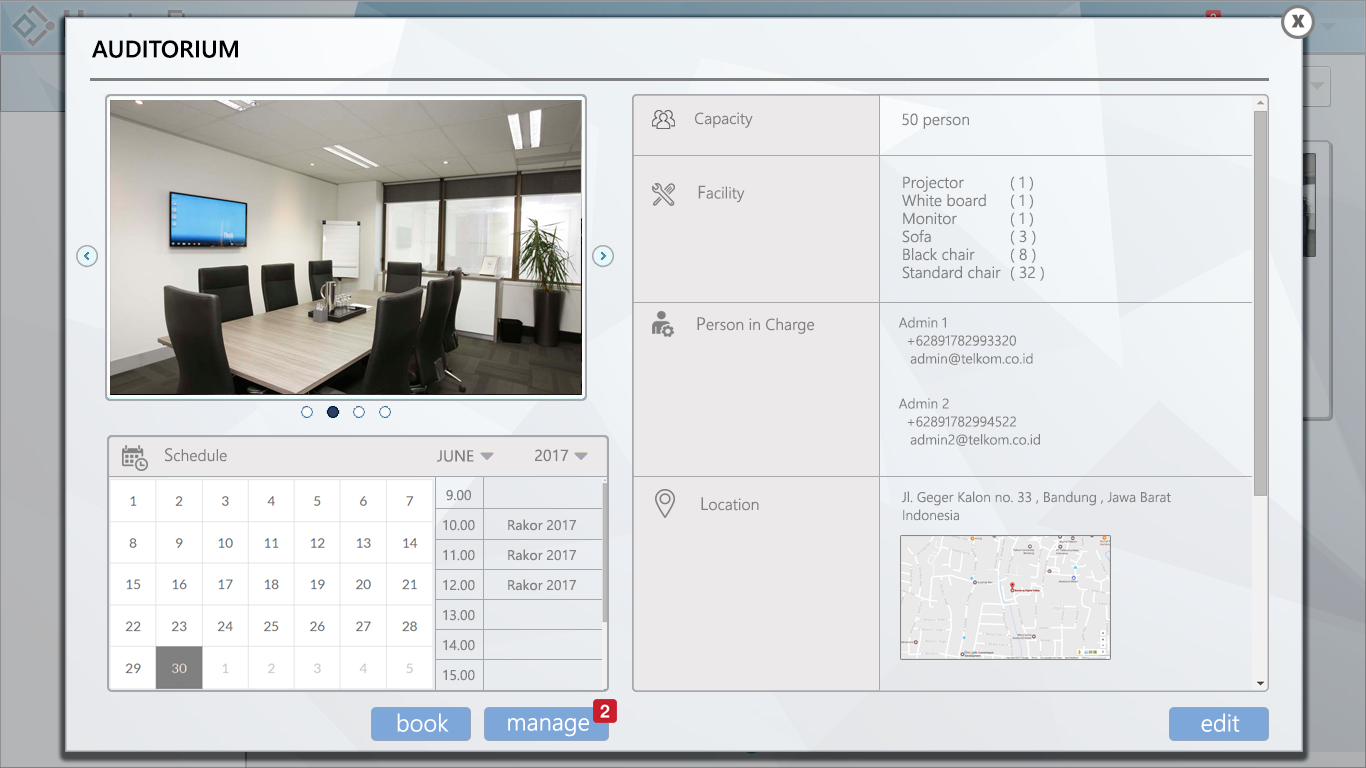 AUDITORIUM
X
Capacity
50 person
Facility
Projector ( 1 )
White board ( 1 )
Monitor ( 1 )
Sofa ( 3 )
Black chair ( 8 )
Standard chair ( 32 )
Person in Charge
Admin 1
+62891782993320
admin@telkom.co.id
Admin 2
+62891782994522
admin2@telkom.co.id
Location
Jl. Geger Kalon no. 33 , Bandung , Jawa Barat
Indonesia
Schedule JUNE 2017
1 2 3 4 5 6 7
8 9 10 11 12 13 14
15 16 17 18 19 20 21
22 23 24 25 26 27 28
29 30 1 2 3 4 5
9.00
10.00 Rakor 2017
11.00 Rakor 2017
12.00 Rakor 2017
13.00
14.00
15.00
book
manage 2
edit